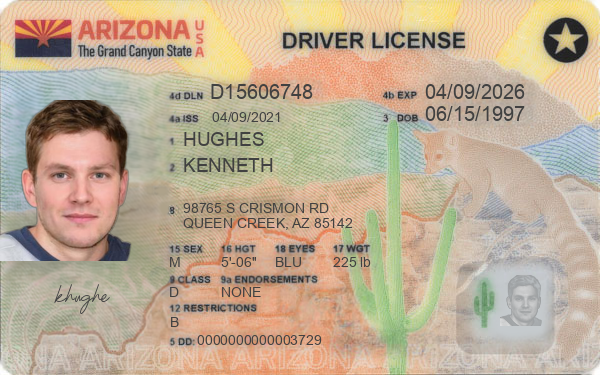 ARIZONA USA
The Grand Canyon State
DRIVER LICENSE
4d DLN D15606748 4b EXP 04/09/2026
4a ISS 04/09/2021 3 DOB 06/15/1997
1 HUGHES
2 KENNETH
8 98765 S CRISMON RD
QUEEN CREEK, AZ 85142
15 SEX 16 HGT 18 EYES 17 WGT
M 5'-06" BLU 225 lb
9 CLASS 9a ENDORSEMENTS
D NONE
12 RESTRICTIONS
B
khughe
5 DD: 0000000000003729
ARIZONA ARIZONA ARIZONA ARIZONA